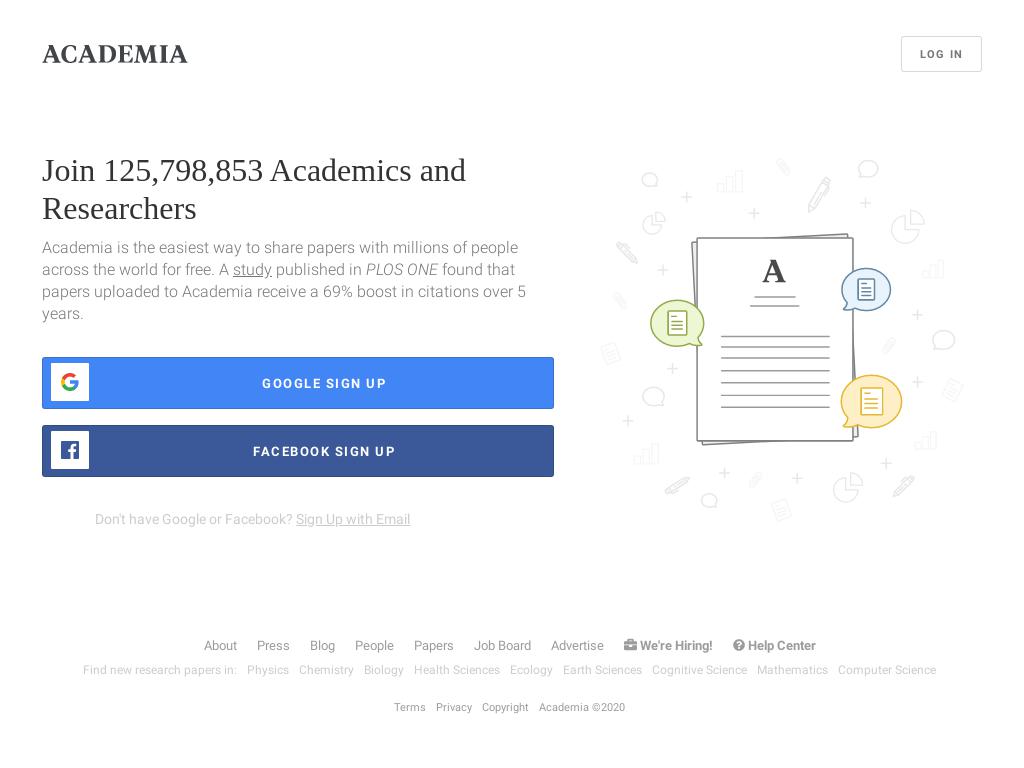 ACADEMIA
LOG IN
Join 125,798,853 Academics and
Researchers
Academia is the easiest way to share papers with millions of people
across the world for free. A study published in PLOS ONE found that
papers uploaded to Academia receive a 69% boost in citations over 5
years.
GOOGLE SIGN UP
FACEBOOK SIGN UP
Don't have Google or Facebook? Sign Up with Email
A
About Press Blog People Papers Job Board Advertise We're Hiring! Help Center
Find new research papers in: Physics Chemistry Biology Health Sciences Ecology Earth Sciences Cognitive Science Mathematics Computer Science
Terms Privacy Copyright Academia ©2020